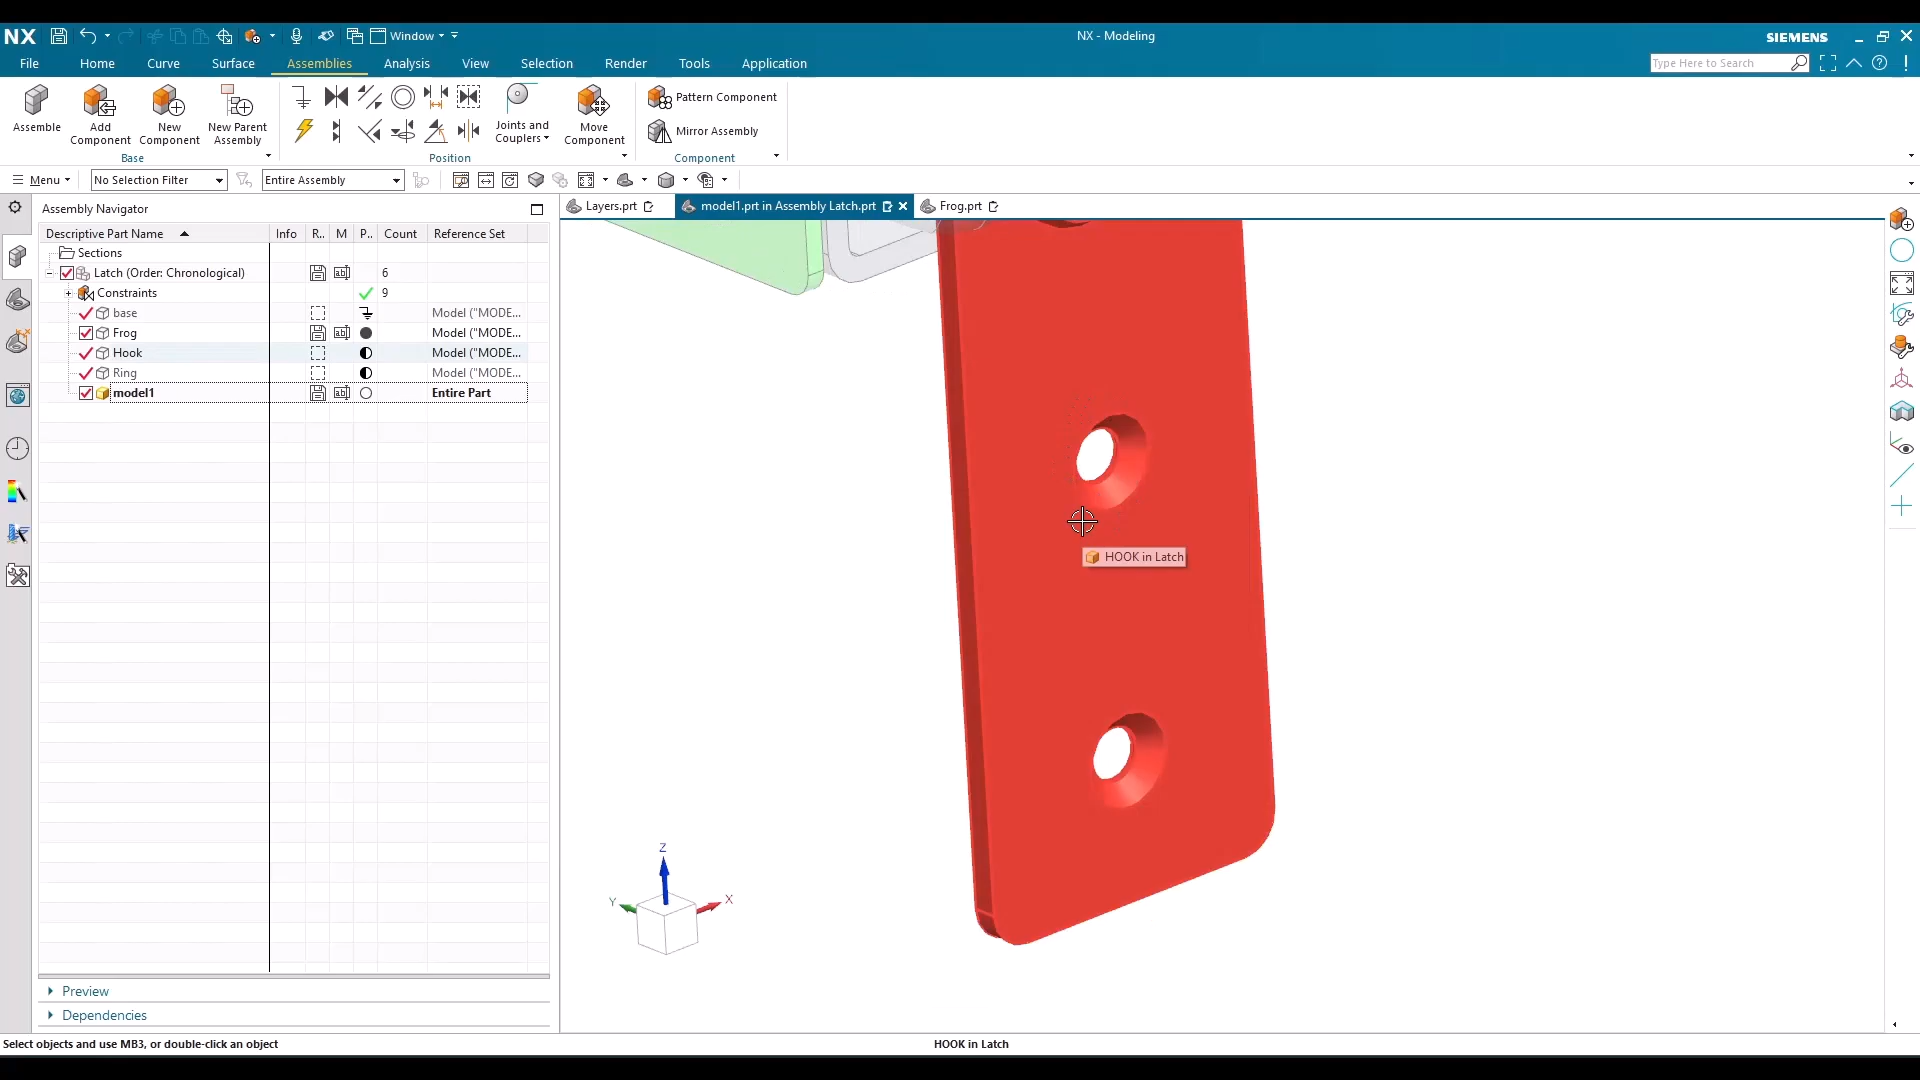 NX
Window
NX - Modeling
SIEMENS
File
Home
Curve
Surface
Assemblies
Analysis
View
Selection
Render
Tools
Application
Type Here to Search
Assemble
Add
Component
New
Component
New Parent
Assembly
Base
Joints and
Couplers
Move
Component
Position
Pattern Component
Mirror Assembly
Component
Menu
No Selection Filter
Entire Assembly
Assembly Navigator
Layers.prt
model1.prt in Assembly Latch.prt
Frog.prt
Descriptive Part Name
Info
R..
M
P..
Count
Reference Set
Sections
Latch (Order: Chronological)
6
Constraints
9
base
Model ("MODE...
Frog
Model ("MODE...
Hook
Model ("MODE...
Ring
Model ("MODE...
model1
Entire Part
HOOK in Latch
Z
Y
X
Preview
Dependencies
Select objects and use MB3, or double-click an object
HOOK in Latch